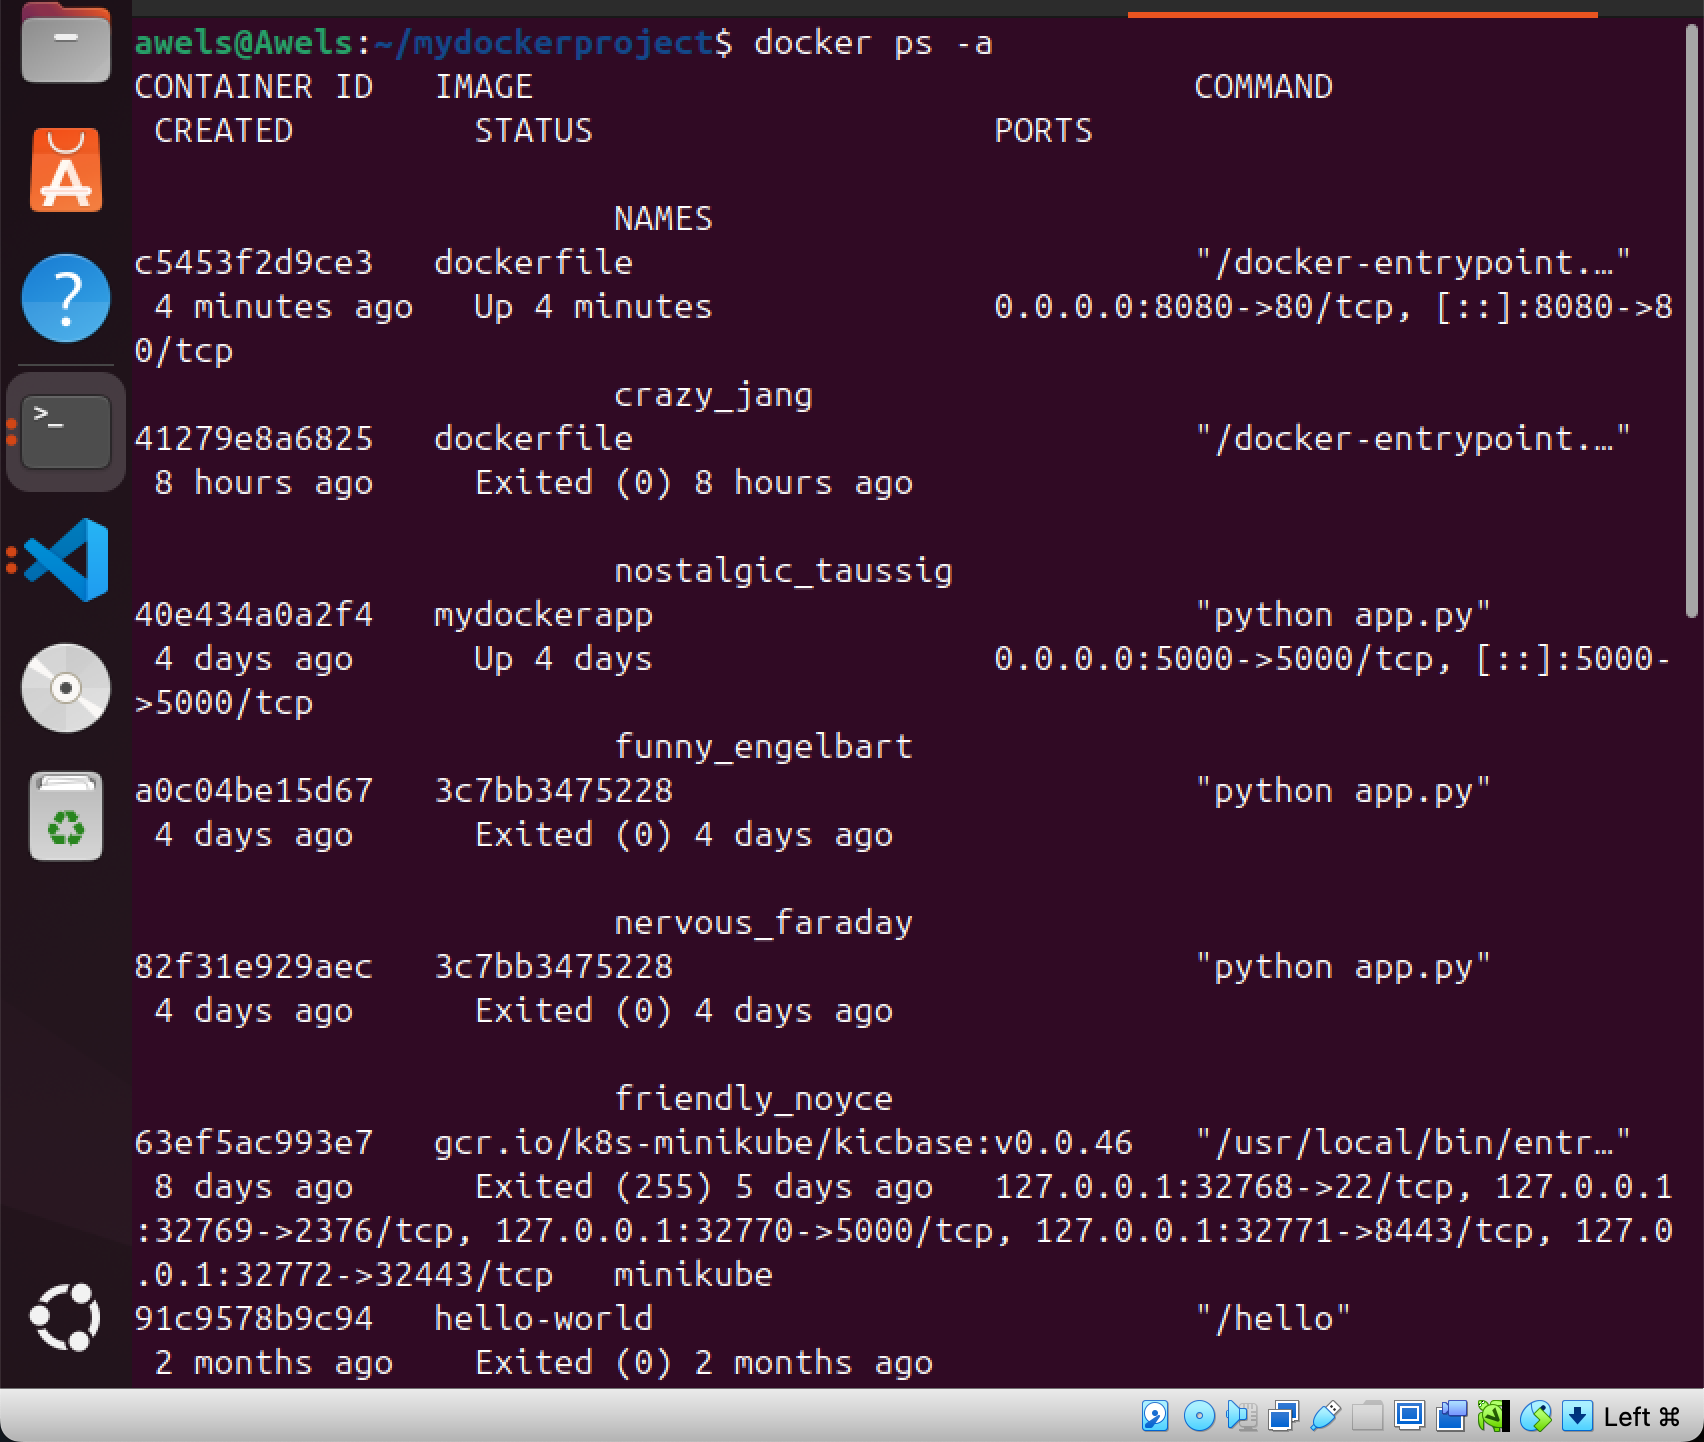 awels@Awels:~/mydockerproject$ docker ps -a
CONTAINER ID   IMAGE                                 COMMAND
 CREATED         STATUS                    PORTS
NAMES
c5453f2d9ce3   dockerfile                            "/docker-entrypoint.…"
 4 minutes ago   Up 4 minutes              0.0.0.0:8080->80/tcp, [::]:8080->8
0/tcp
crazy_jang
41279e8a6825   dockerfile                            "/docker-entrypoint.…"
 8 hours ago     Exited (0) 8 hours ago
nostalgic_taussig
40e434a0a2f4   mydockerapp                           "python app.py"
 4 days ago      Up 4 days                 0.0.0.0:5000->5000/tcp, [::]:5000-
>5000/tcp
funny_engelbart
a0c04be15d67   3c7bb3475228                          "python app.py"
 4 days ago      Exited (0) 4 days ago
nervous_faraday
82f31e929aec   3c7bb3475228                          "python app.py"
 4 days ago      Exited (0) 4 days ago
friendly_noyce
63ef5ac993e7   gcr.io/k8s-minikube/kicbase:v0.0.46   "/usr/local/bin/entr…"
 8 days ago      Exited (255) 5 days ago   127.0.0.1:32768->22/tcp, 127.0.0.1
:32769->2376/tcp, 127.0.0.1:32770->5000/tcp, 127.0.0.1:32771->8443/tcp, 127.0
.0.1:32772->32443/tcp   minikube
91c9578b9c94   hello-world                           "/hello"
 2 months ago    Exited (0) 2 months ago
Left ⌘